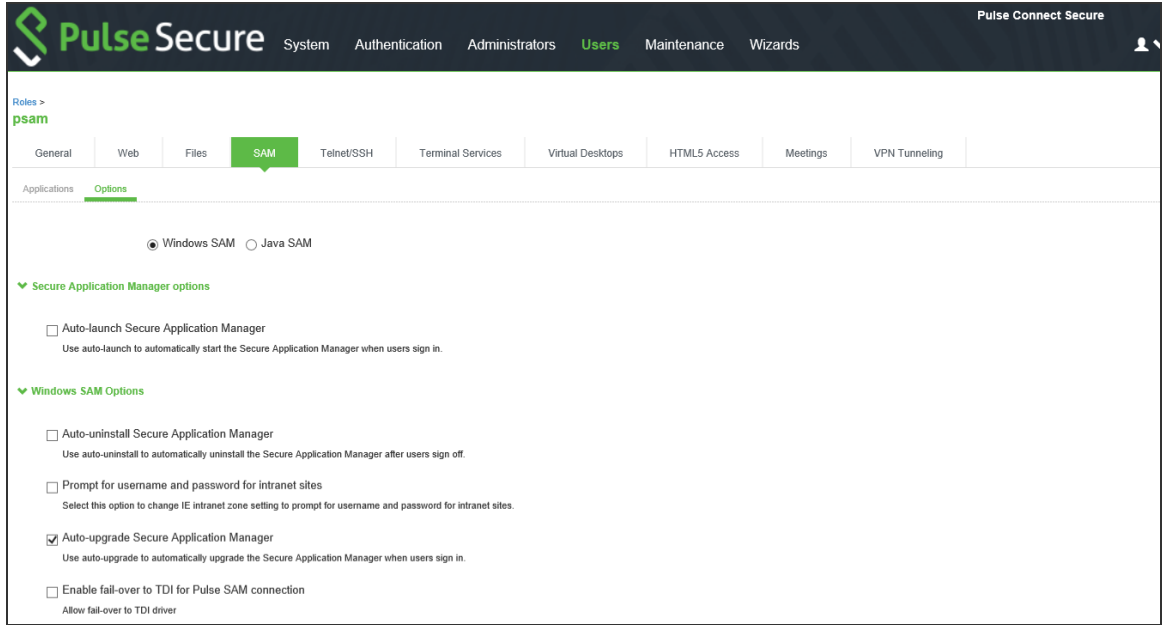 Pulse Connect Secure
Pulse Secure System Authentication Administrators Users Maintenance Wizards
Roles >
psam
General Web Files SAM Telnet/SSH Terminal Services Virtual Desktops HTML5 Access Meetings VPN Tunneling
Applications Options
Windows SAM Java SAM
Secure Application Manager options
Auto-launch Secure Application Manager
Use auto-launch to automatically start the Secure Application Manager when users sign in.
Windows SAM Options
Auto-uninstall Secure Application Manager
Use auto-uninstall to automatically uninstall the Secure Application Manager after users sign off.
Prompt for username and password for intranet sites
Select this option to change IE intranet zone setting to prompt for username and password for intranet sites.
Auto-upgrade Secure Application Manager
Use auto-upgrade to automatically upgrade the Secure Application Manager when users sign in.
Enable fail-over to TDI for Pulse SAM connection
Allow fail-over to TDI driver